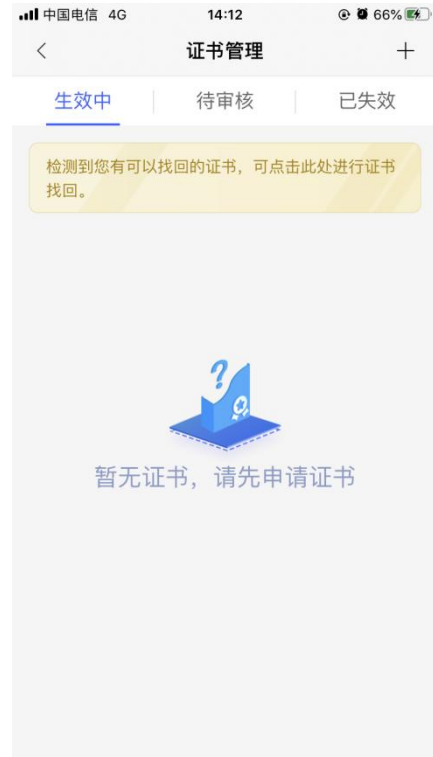 中国电信 4G 14:12 66%
证书管理
生效中 待审核 已失效
检测到您有可以找回的证书，可点击此处进行证书
找回。
暂无证书，请先申请证书